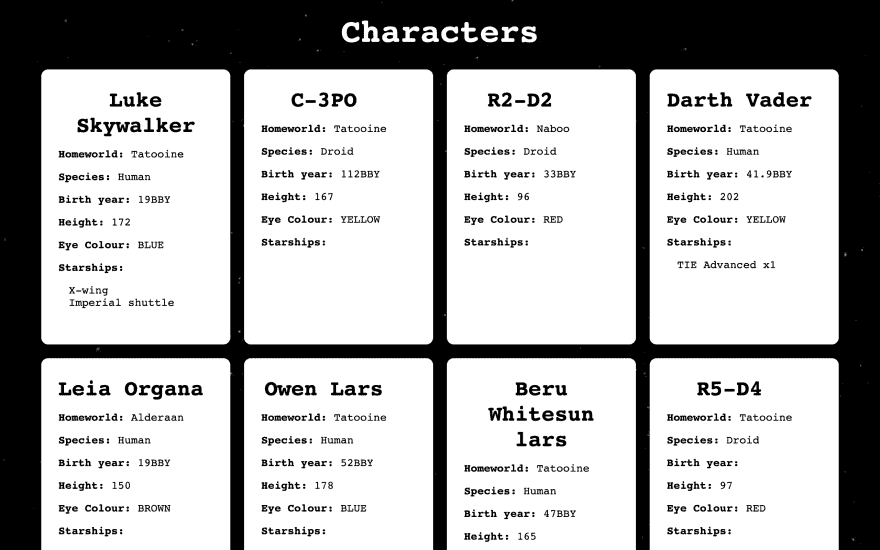 Characters
Luke
Skywalker
Homeworld: Tatooine
Species: Human
Birth year: 19BBY
Height: 172
Eye Colour: BLUE
Starships:
X-wing
Imperial shuttle
C-3PO
Homeworld: Tatooine
Species: Droid
Birth year: 112BBY
Height: 167
Eye Colour: YELLOW
Starships:
R2-D2
Homeworld: Naboo
Species: Droid
Birth year: 33BBY
Height: 96
Eye Colour: RED
Starships:
Darth Vader
Homeworld: Tatooine
Species: Human
Birth year: 41.9BBY
Height: 202
Eye Colour: YELLOW
Starships:
TIE Advanced x1
Leia Organa
Homeworld: Alderaan
Species: Human
Birth year: 19BBY
Height: 150
Eye Colour: BROWN
Starships:
Owen Lars
Homeworld: Tatooine
Species: Human
Birth year: 52BBY
Height: 178
Eye Colour: BLUE
Starships:
Beru
Whitesun
lars
Homeworld: Tatooine
Species: Human
Birth year: 47BBY
Height: 165
R5-D4
Homeworld: Tatooine
Species: Droid
Birth year:
Height: 97
Eye Colour: RED
Starships: